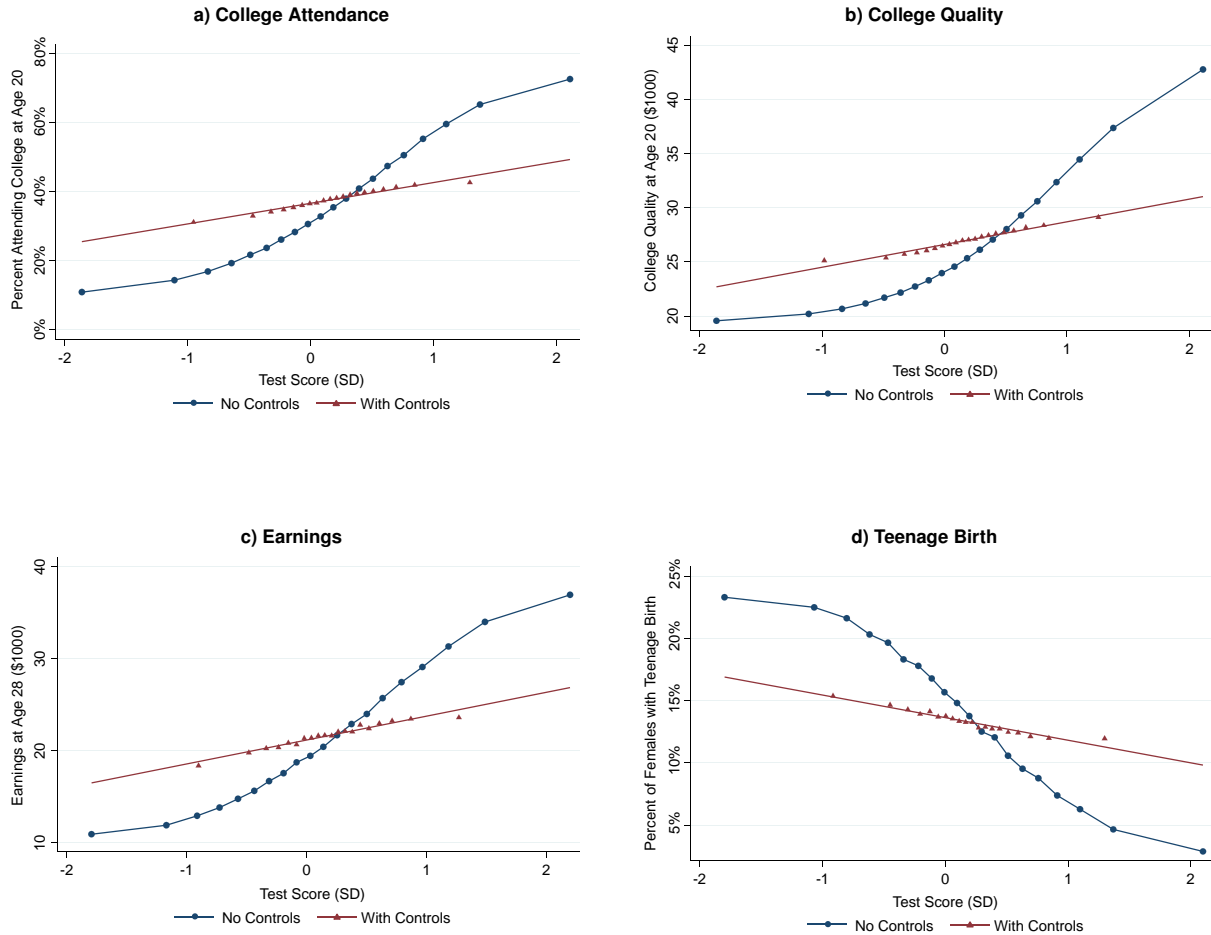 a) College Attendance
Percent Attending College at Age 20
80%
60%
40%
20%
0%
-2 -1 0 1 2
Test Score (SD)
No Controls With Controls
b) College Quality
College Quality at Age 20 ($1000)
45
40
35
30
25
20
-2 -1 0 1 2
Test Score (SD)
No Controls With Controls
c) Earnings
Earnings at Age 28 ($1000)
40
30
20
10
-2 -1 0 1 2
Test Score (SD)
No Controls With Controls
d) Teenage Birth
Percent of Females with Teenage Birth
25%
20%
15%
10%
5%
-2 -1 0 1 2
Test Score (SD)
No Controls With Controls